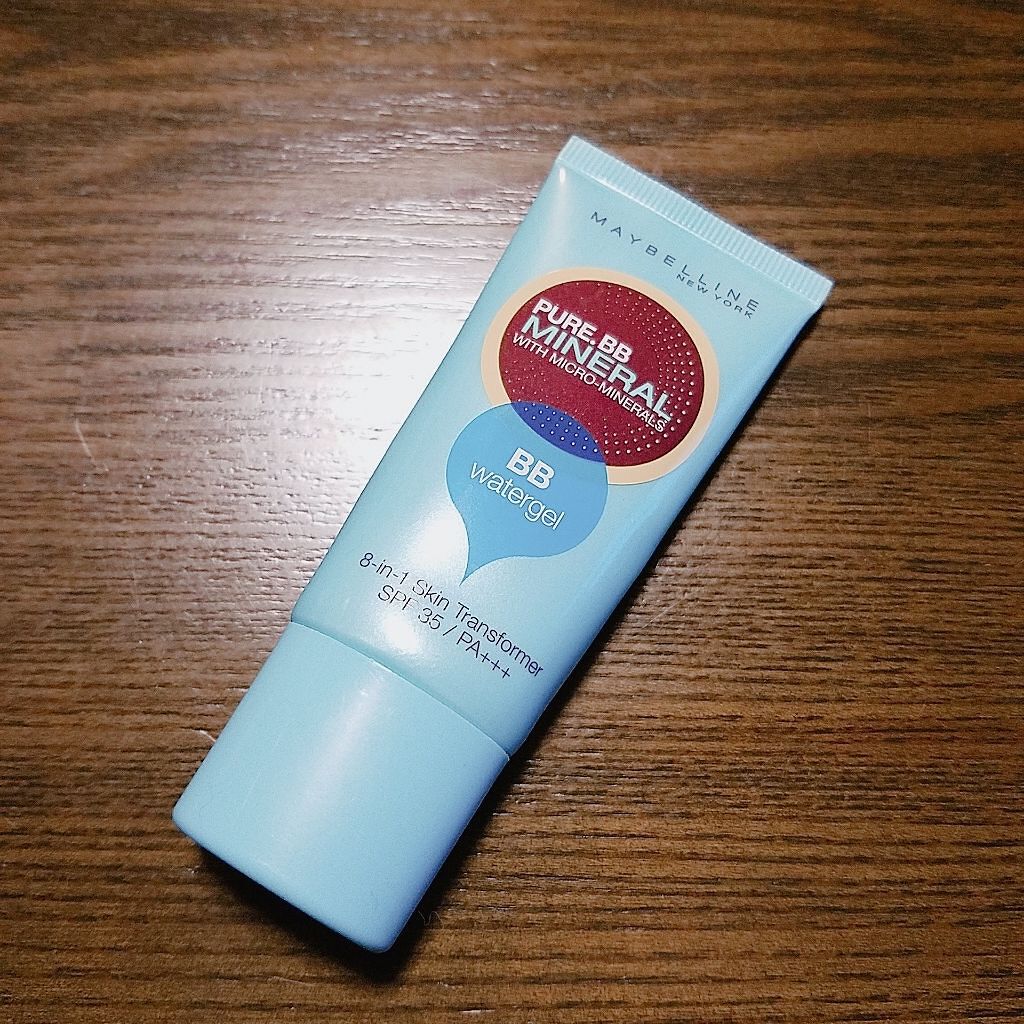 MAYBELLINE
NEW YORK
PURE.BB
MINERAL
WITH MICRO-MINERALS
BB
watergel
8-in-1 Skin Transformer
SPF 35 / PA+++